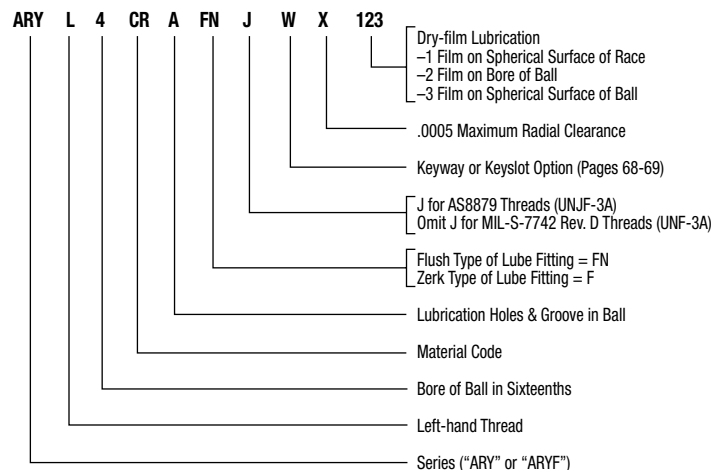 ARY L 4 CR A FN J W X 123
Dry-film Lubrication
–1 Film on Spherical Surface of Race
–2 Film on Bore of Ball
–3 Film on Spherical Surface of Ball
.0005 Maximum Radial Clearance
Keyway or Keyslot Option (Pages 68-69)
J for AS8879 Threads (UNJF-3A)
Omit J for MIL-S-7742 Rev. D Threads (UNF-3A)
Flush Type of Lube Fitting = FN
Zerk Type of Lube Fitting = F
Lubrication Holes & Groove in Ball
Material Code
Bore of Ball in Sixteenths
Left-hand Thread
Series ("ARY" or "ARYF")